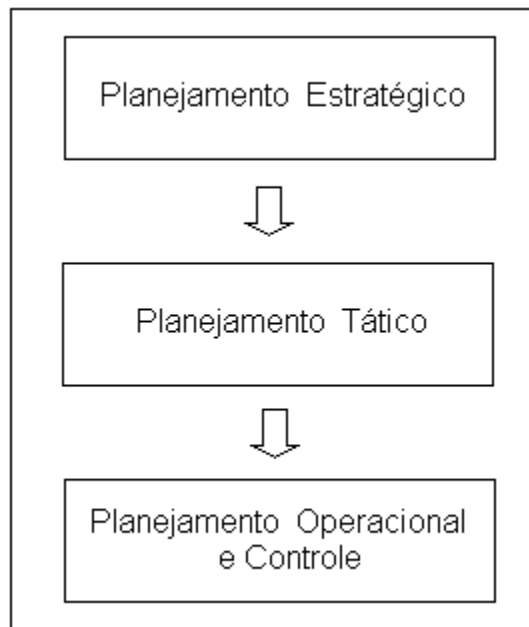 Planejamento Estratégico
Planejamento Tático
Planejamento Operacional
e Controle